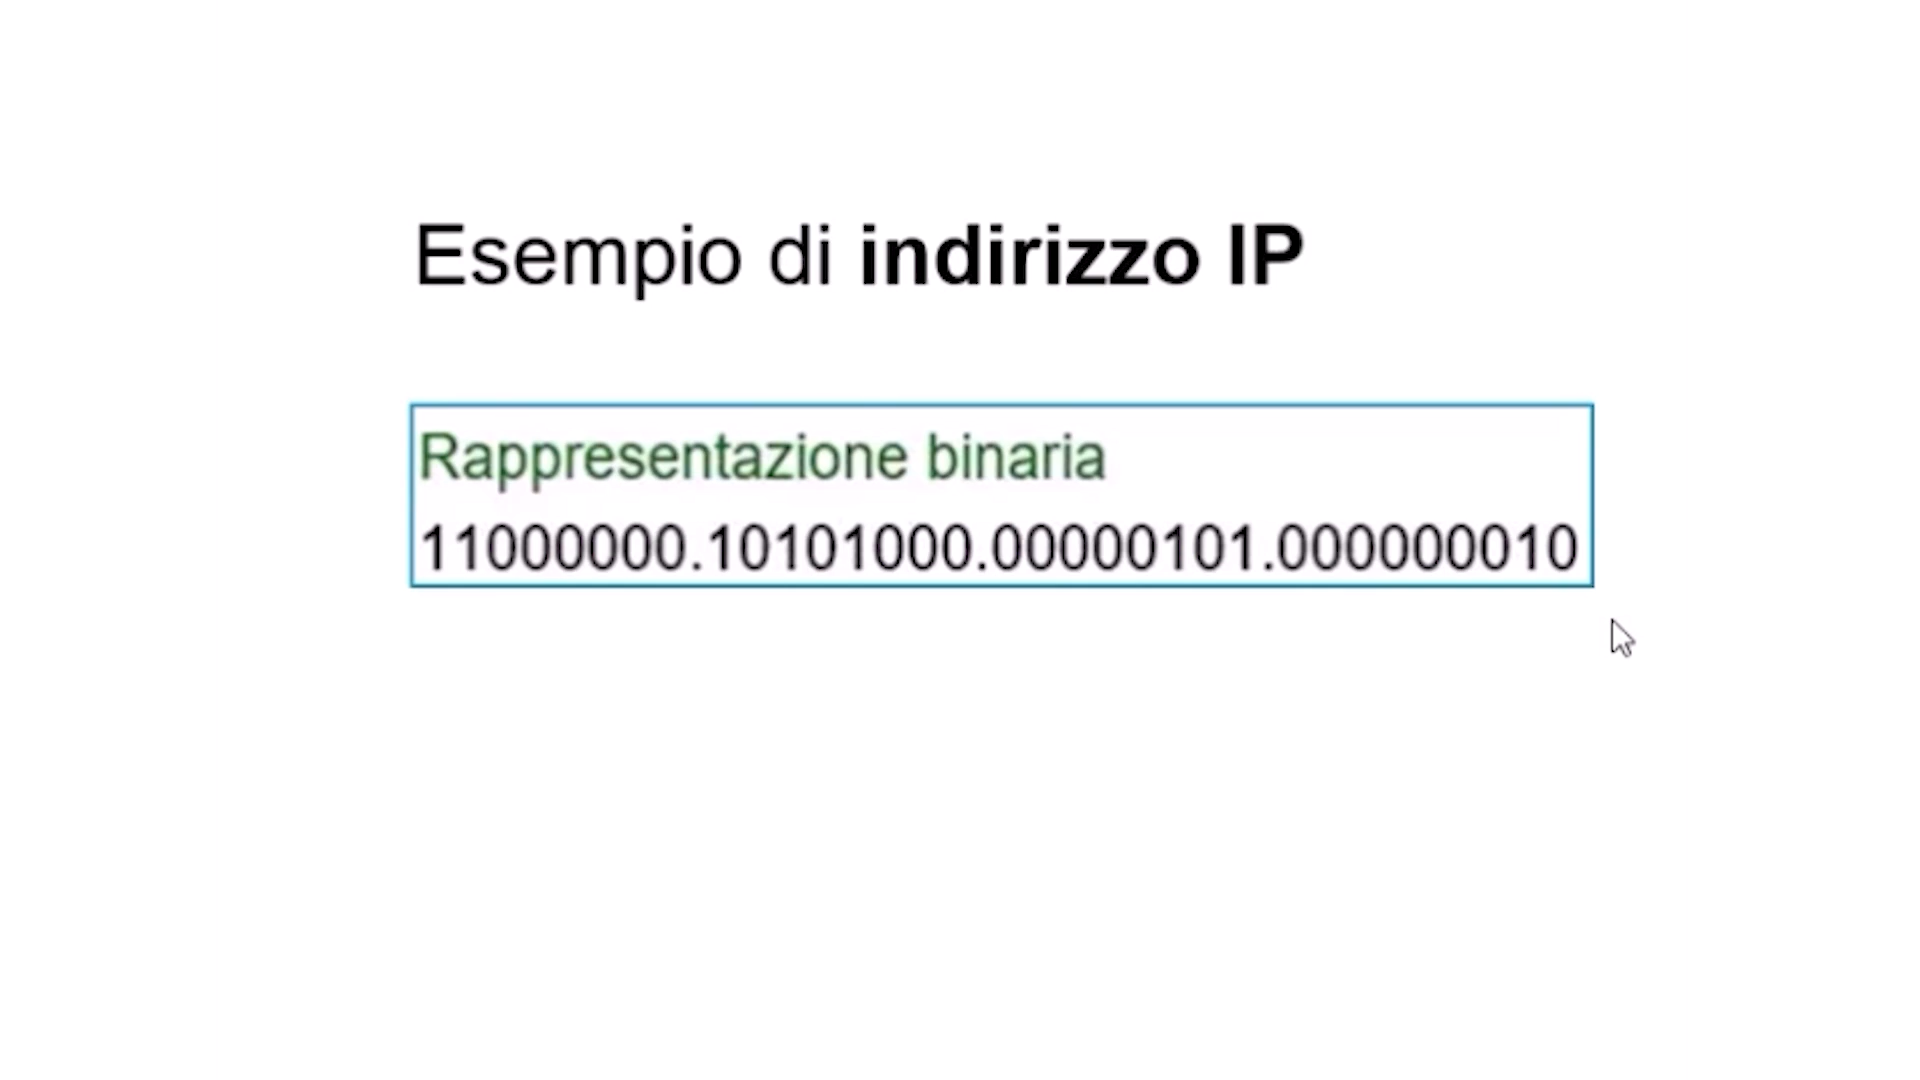 Esempio di indirizzo IP
Rappresentazione binaria
11000000.10101000.00000101.000000010